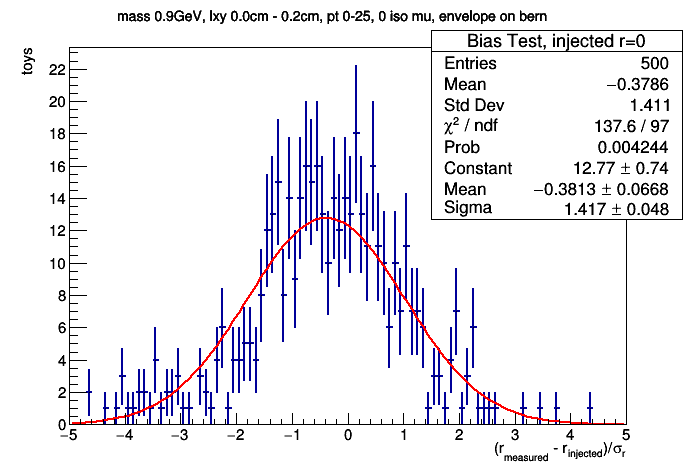 mass 0.9GeV, lxy 0.0cm - 0.2cm, pt 0-25, 0 iso mu, envelope on bern
Bias Test, injected r=0
Entries 500
Mean −0.3786
Std Dev 1.411
χ² / ndf 137.6 / 97
Prob 0.004244
Constant 12.77 ± 0.74
Mean −0.3813 ± 0.0668
Sigma 1.417 ± 0.048
toys
22
20
18
16
14
12
10
8
6
4
2
0
−5 −4 −3 −2 −1 0 1 2 3 4 5
(r_measured - r_injected)/σ_r